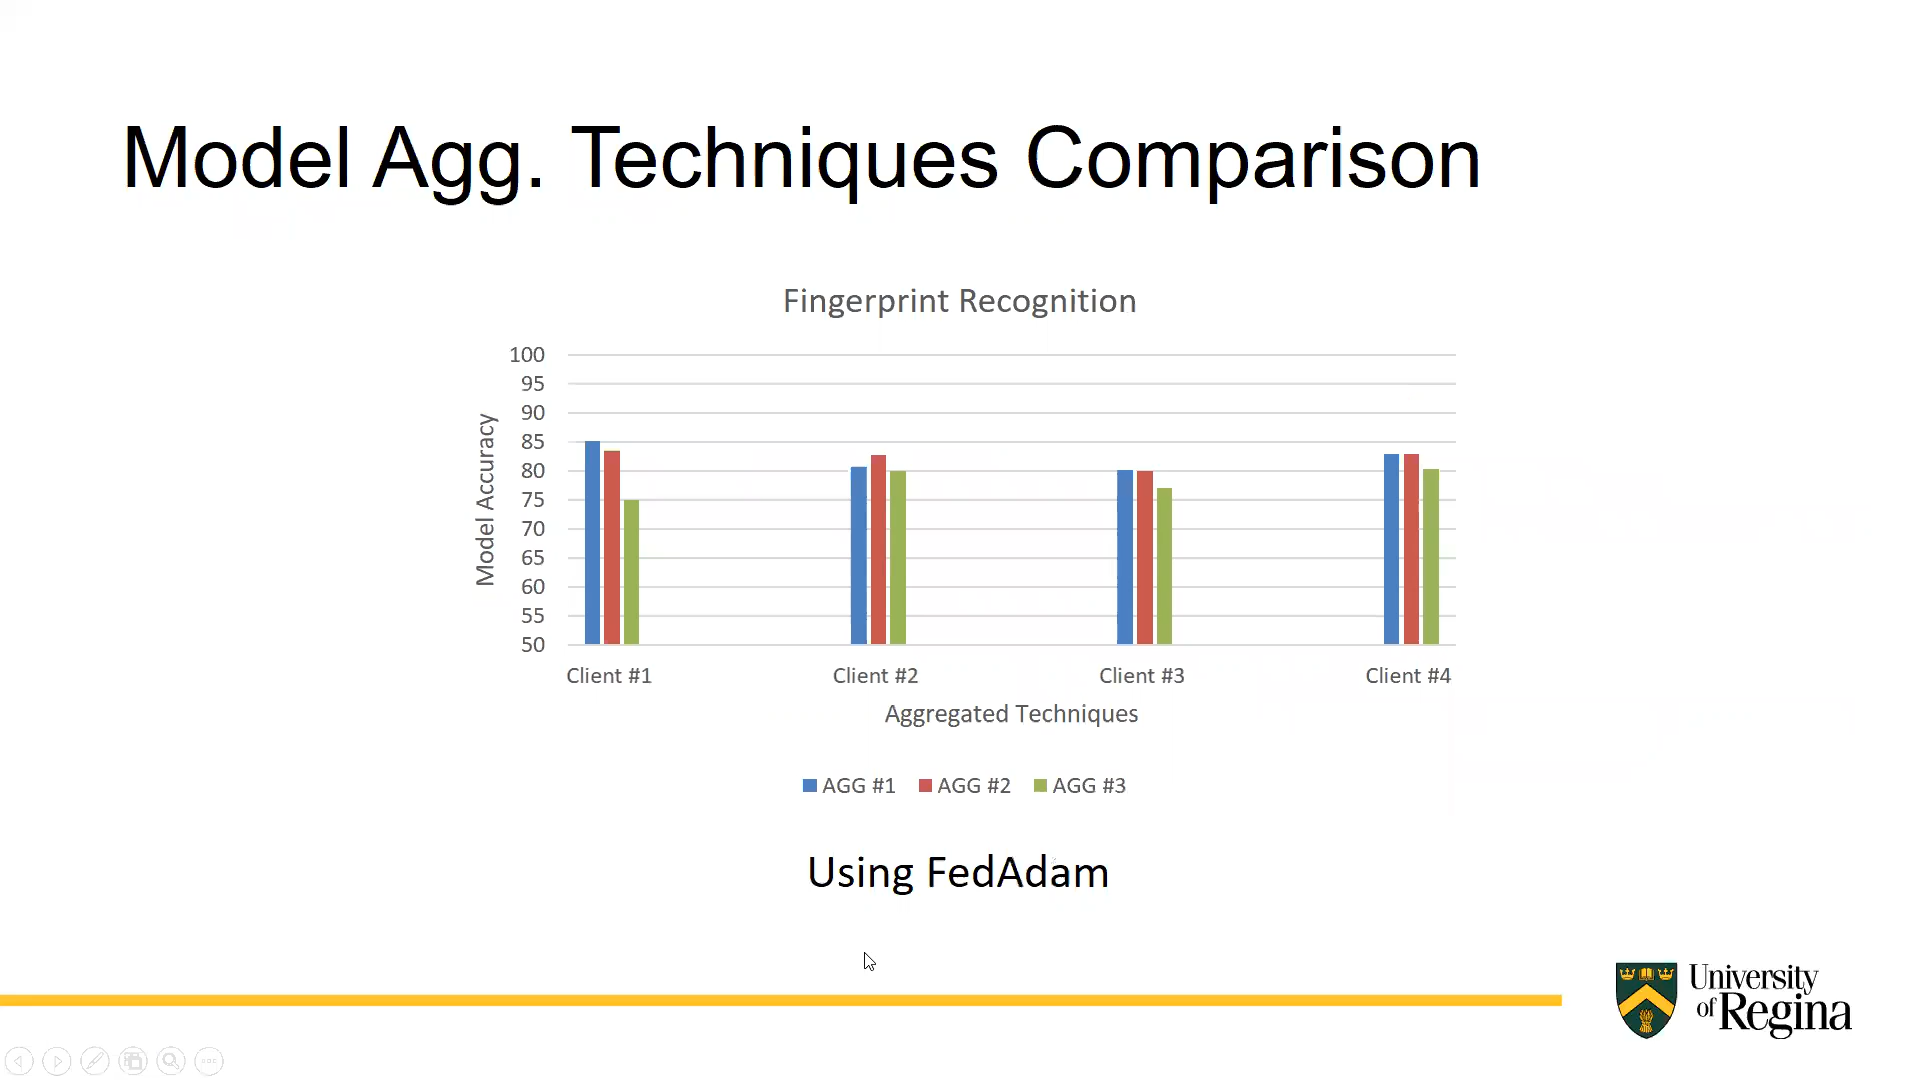 Model Agg. Techniques Comparison
Fingerprint Recognition
100
95
90
85
80
75
70
65
60
55
50
Model Accuracy
Client #1 Client #2 Client #3 Client #4
Aggregated Techniques
AGG #1 AGG #2 AGG #3
Using FedAdam
University
of Regina